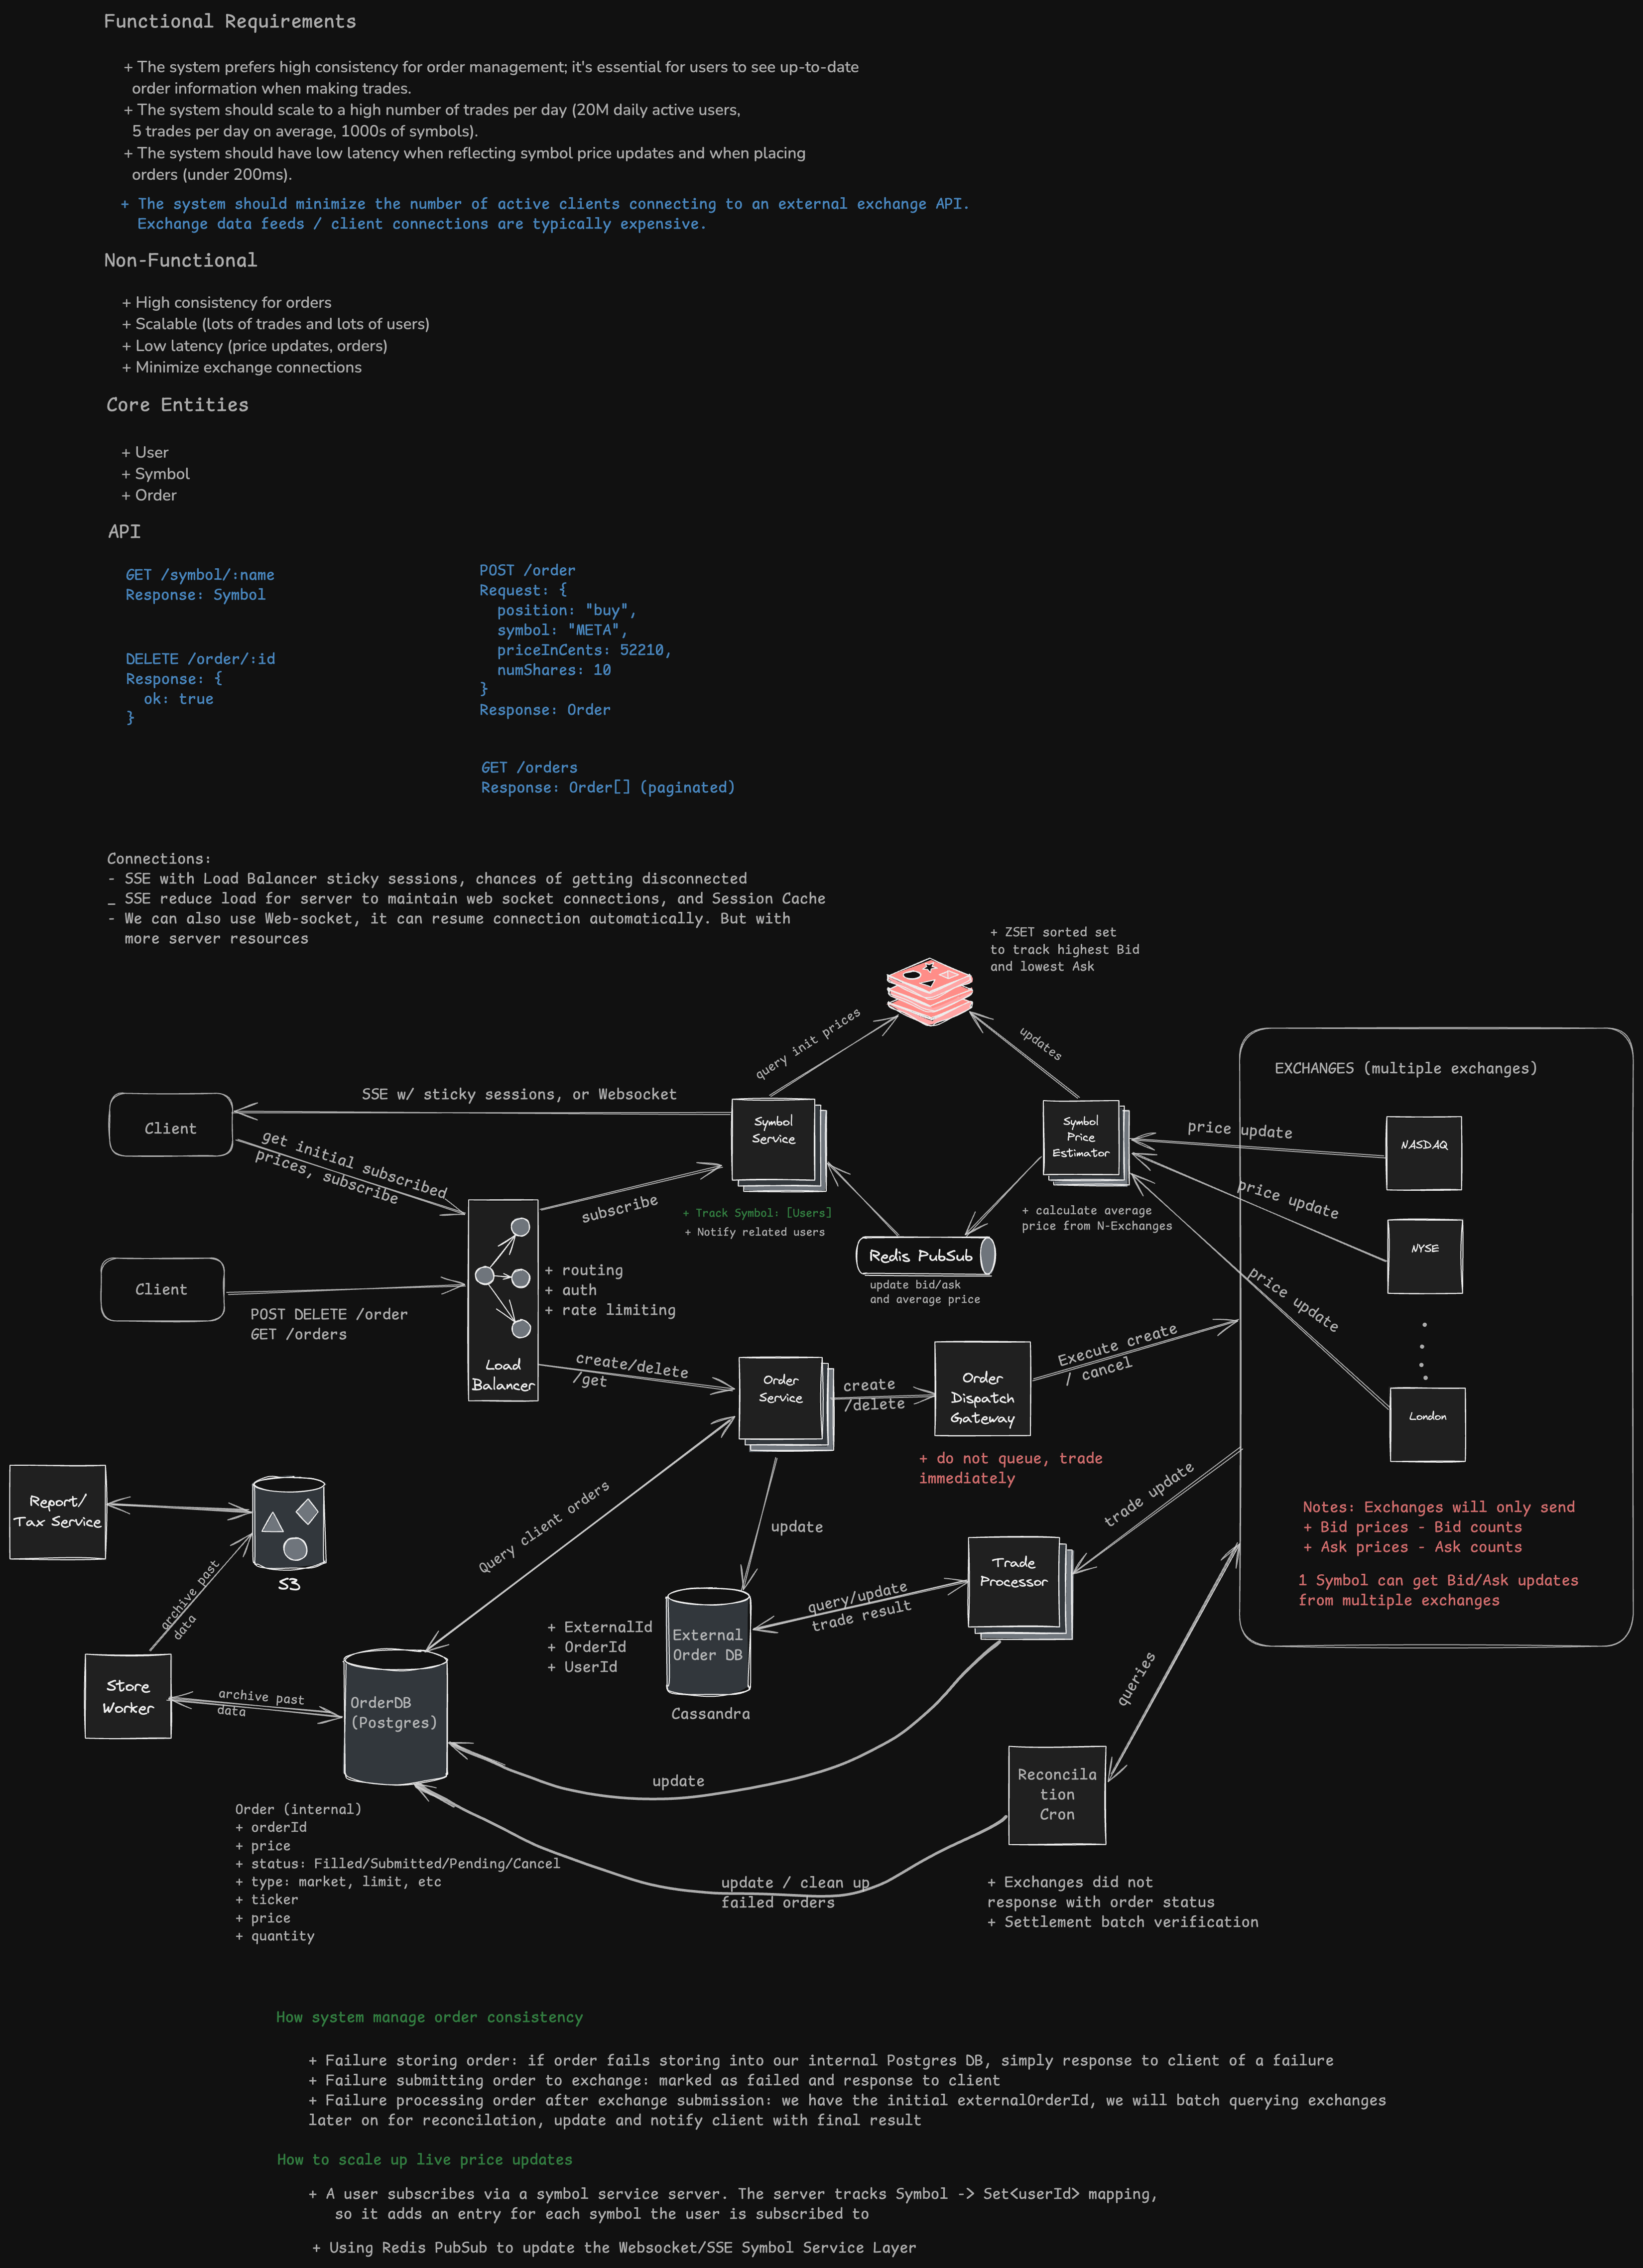 Functional Requirements
+ The system prefers high consistency for order management; it's essential for users to see up-to-date
order information when making trades.
+ The system should scale to a high number of trades per day (20M daily active users,
5 trades per day on average, 1000s of symbols).
+ The system should have low latency when reflecting symbol price updates and when placing
orders (under 200ms).
+ The system should minimize the number of active clients connecting to an external exchange API.
Exchange data feeds / client connections are typically expensive.
Non-Functional
+ High consistency for orders
+ Scalable (lots of trades and lots of users)
+ Low latency (price updates, orders)
+ Minimize exchange connections
Core Entities
+ User
+ Symbol
+ Order
API
GET /symbol/:name
Response: Symbol
DELETE /order/:id
Response: {
ok: true
}
POST /order
Request: {
position: "buy",
symbol: "META",
priceInCents: 52210,
numShares: 10
}
Response: Order
GET /orders
Response: Order[] (paginated)
Connections:
- SSE with Load Balancer sticky sessions, chances of getting disconnected
_ SSE reduce load for server to maintain web socket connections, and Session Cache
- We can also use Web-socket, it can resume connection automatically. But with
more server resources
+ ZSET sorted set
to track highest Bid
and lowest Ask
query init prices
updates
EXCHANGES (multiple exchanges)
SSE w/ sticky sessions, or Websocket
Client
Symbol
Service
Symbol
Price
Estimator
price update
NASDAQ
get initial subscribed
prices, subscribe
subscribe
+ Track Symbol: [Users]
+ Notify related users
+ calculate average
price from N-Exchanges
price update
NYSE
Redis PubSub
update bid/ask
and average price
price update
Client
POST DELETE /order
GET /orders
+ routing
+ auth
+ rate limiting
Load
Balancer
create/delete
/get
Order
Service
create
/delete
Order
Dispatch
Gateway
Execute create
/ cancel
London
+ do not queue, trade
immediately
Report/
Tax Service
S3
Query client orders
update
trade update
Notes: Exchanges will only send
+ Bid prices - Bid counts
+ Ask prices - Ask counts
1 Symbol can get Bid/Ask updates
from multiple exchanges
Trade
Processor
archive past
data
query/update
trade result
+ ExternalId
+ OrderId
+ UserId
External
Order DB
Cassandra
Store
Worker
archive past
data
OrderDB
(Postgres)
queries
update
Reconcila
tion
Cron
Order (internal)
+ orderId
+ price
+ status: Filled/Submitted/Pending/Cancel
+ type: market, limit, etc
+ ticker
+ price
+ quantity
update / clean up
failed orders
+ Exchanges did not
response with order status
+ Settlement batch verification
How system manage order consistency
+ Failure storing order: if order fails storing into our internal Postgres DB, simply response to client of a failure
+ Failure submitting order to exchange: marked as failed and response to client
+ Failure processing order after exchange submission: we have the initial externalOrderId, we will batch querying exchanges
later on for reconcilation, update and notify client with final result
How to scale up live price updates
+ A user subscribes via a symbol service server. The server tracks Symbol -> Set<userId> mapping,
so it adds an entry for each symbol the user is subscribed to
+ Using Redis PubSub to update the Websocket/SSE Symbol Service Layer